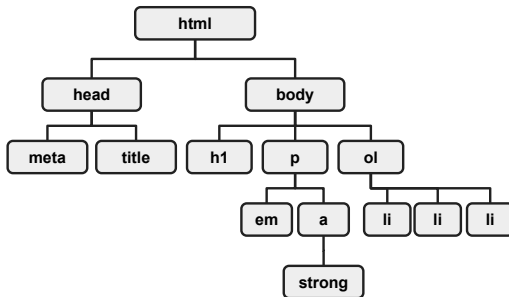 html
head body
meta title h1 p ol
em a li li li
strong